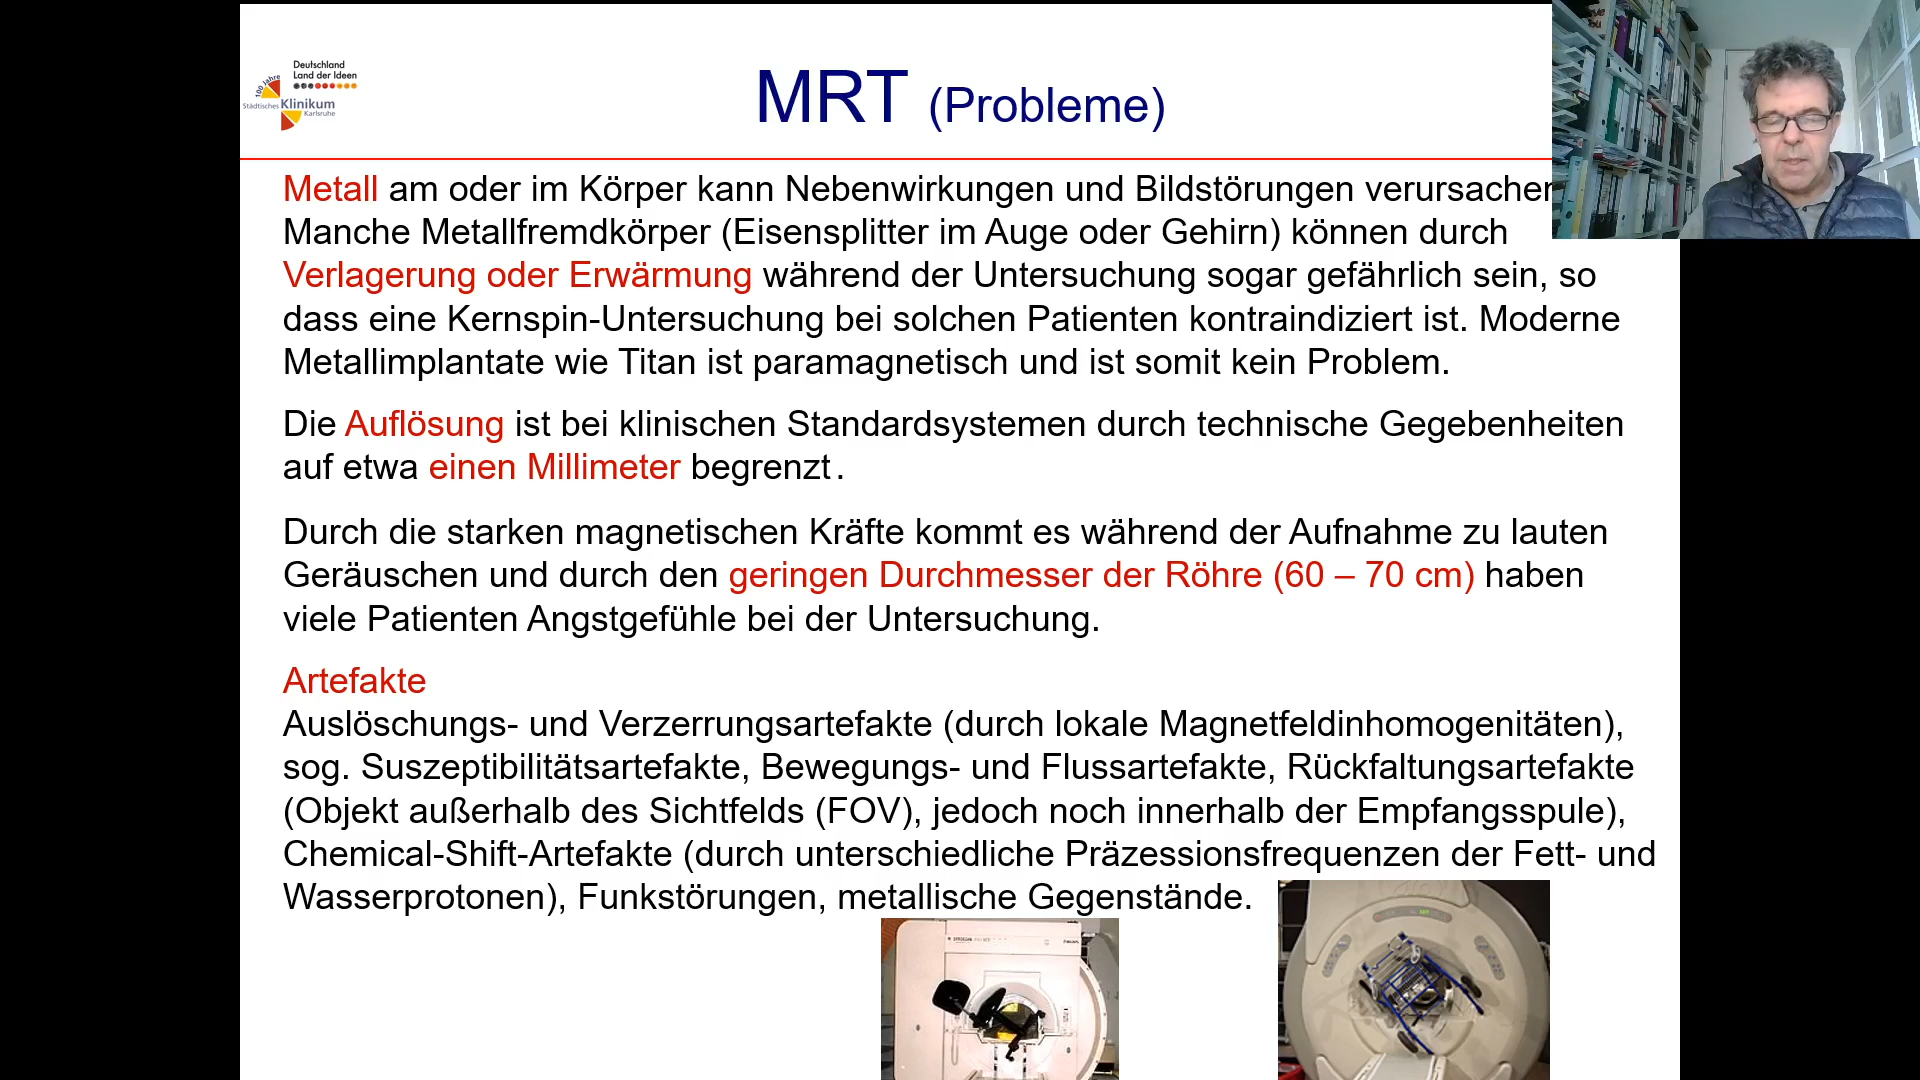 Deutschland
Land der Ideen
100 Jahre
Städtisches Klinikum
Karlsruhe
MRT (Probleme)
Metall am oder im Körper kann Nebenwirkungen und Bildstörungen verursachen
Manche Metallfremdkörper (Eisensplitter im Auge oder Gehirn) können durch
Verlagerung oder Erwärmung während der Untersuchung sogar gefährlich sein, so
dass eine Kernspin-Untersuchung bei solchen Patienten kontraindiziert ist. Moderne
Metallimplantate wie Titan ist paramagnetisch und ist somit kein Problem.
Die Auflösung ist bei klinischen Standardsystemen durch technische Gegebenheiten
auf etwa einen Millimeter begrenzt.
Durch die starken magnetischen Kräfte kommt es während der Aufnahme zu lauten
Geräuschen und durch den geringen Durchmesser der Röhre (60 – 70 cm) haben
viele Patienten Angstgefühle bei der Untersuchung.
Artefakte
Auslöschungs- und Verzerrungsartefakte (durch lokale Magnetfeldinhomogenitäten),
sog. Suszeptibilitätsartefakte, Bewegungs- und Flussartefakte, Rückfaltungsartefakte
(Objekt außerhalb des Sichtfelds (FOV), jedoch noch innerhalb der Empfangsspule),
Chemical-Shift-Artefakte (durch unterschiedliche Präzessionsfrequenzen der Fett- und
Wasserprotonen), Funkstörungen, metallische Gegenstände.